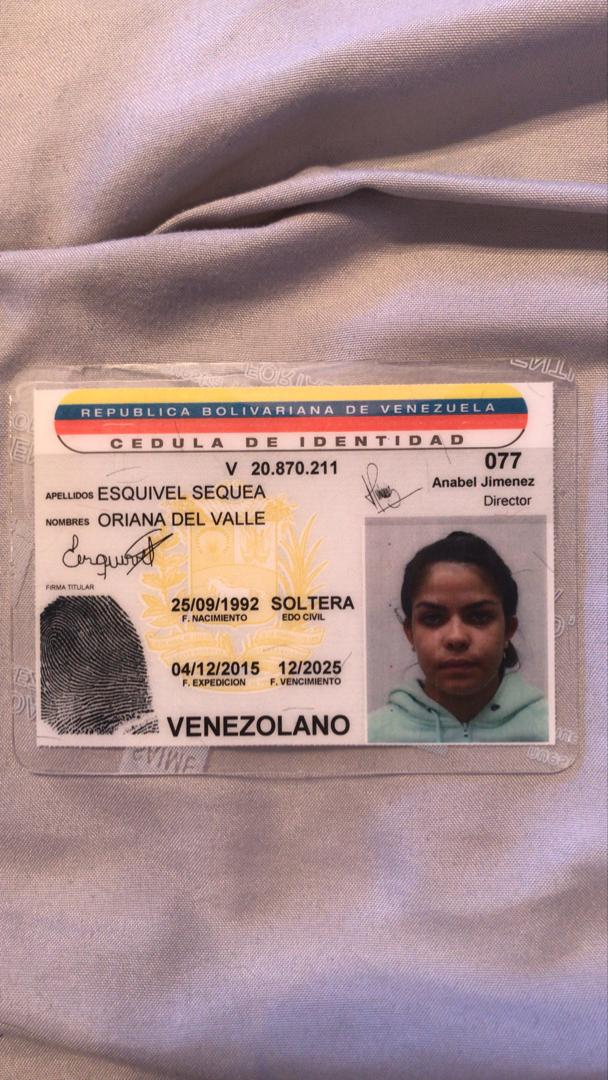 REPUBLICA BOLIVARIANA DE VENEZUELA
CEDULA DE IDENTIDAD
V 20.870.211
077
Anabel Jimenez
Director
APELLIDOS ESQUIVEL SEQUEA
NOMBRES ORIANA DEL VALLE
FIRMA TITULAR
25/09/1992 SOLTERA
F. NACIMIENTO EDO CIVIL
04/12/2015 12/2025
F. EXPEDICION F. VENCIMIENTO
VENEZOLANO